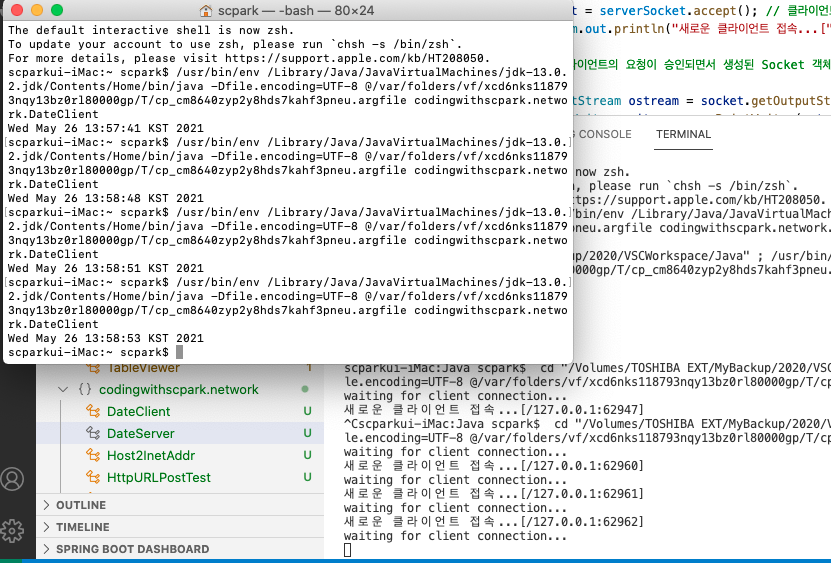 scpark — -bash — 80×24
The default interactive shell is now zsh.
To update your account to use zsh, please run `chsh -s /bin/zsh`.
For more details, please visit https://support.apple.com/kb/HT208050.
scparkui-iMac:~ scpark$ /usr/bin/env /Library/Java/JavaVirtualMachines/jdk-13.0.
2.jdk/Contents/Home/bin/java -Dfile.encoding=UTF-8 @/var/folders/vf/xcd6nks11879
3nqy13bz0rl80000gp/T/cp_cm8640zyp2y8hds7kahf3pneu.argfile codingwithscpark.netwo
rk.DateClient
Wed May 26 13:57:41 KST 2021
[scparkui-iMac:~ scpark$ /usr/bin/env /Library/Java/JavaVirtualMachines/jdk-13.0.]
2.jdk/Contents/Home/bin/java -Dfile.encoding=UTF-8 @/var/folders/vf/xcd6nks11879
3nqy13bz0rl80000gp/T/cp_cm8640zyp2y8hds7kahf3pneu.argfile codingwithscpark.netwo
rk.DateClient
Wed May 26 13:58:48 KST 2021
[scparkui-iMac:~ scpark$ /usr/bin/env /Library/Java/JavaVirtualMachines/jdk-13.0.]
2.jdk/Contents/Home/bin/java -Dfile.encoding=UTF-8 @/var/folders/vf/xcd6nks11879
3nqy13bz0rl80000gp/T/cp_cm8640zyp2y8hds7kahf3pneu.argfile codingwithscpark.netwo
rk.DateClient
Wed May 26 13:58:51 KST 2021
[scparkui-iMac:~ scpark$ /usr/bin/env /Library/Java/JavaVirtualMachines/jdk-13.0.]
2.jdk/Contents/Home/bin/java -Dfile.encoding=UTF-8 @/var/folders/vf/xcd6nks11879
3nqy13bz0rl80000gp/T/cp_cm8640zyp2y8hds7kahf3pneu.argfile codingwithscpark.netwo
rk.DateClient
Wed May 26 13:58:53 KST 2021
scparkui-iMac:~ scpark$
t = serverSocket.accept(); // 클라이언
m.out.println("새로운 클라이언트 접속...["
라이언트의 요청이 승인되면서 생성된 Socket 객체
tStream ostream = socket.getOutputSt
G CONSOLE TERMINAL
now zsh.
, please run `chsh -s /bin/zsh`.
ttps://support.apple.com/kb/HT208050.
bin/env /Library/Java/JavaVirtualMach
pneu.argfile codingwithscpark.network.
up/2020/VSCWorkspace/Java" ; /usr/bin/
80000gp/T/cp_cm8640zyp2y8hds7kahf3pneu.
TableViewer 1
{} codingwithscpark.network
DateClient U
DateServer U
Host2InetAddr U
HttpURLPostTest U
OUTLINE
TIMELINE
SPRING BOOT DASHBOARD
scparkui-iMac:Java scpark$ cd "/Volumes/TOSHIBA EXT/MyBackup/2020/VSC
le.encoding=UTF-8 @/var/folders/vf/xcd6nks118793nqy13bz0rl80000gp/T/cp
waiting for client connection...
새로운 클라이언트 접속...[/127.0.0.1:62947]
^Cscparkui-iMac:Java scpark$ cd "/Volumes/TOSHIBA EXT/MyBackup/2020/V
le.encoding=UTF-8 @/var/folders/vf/xcd6nks118793nqy13bz0rl80000gp/T/cp
waiting for client connection...
새로운 클라이언트 접속...[/127.0.0.1:62960]
waiting for client connection...
새로운 클라이언트 접속...[/127.0.0.1:62961]
waiting for client connection...
새로운 클라이언트 접속...[/127.0.0.1:62962]
waiting for client connection...